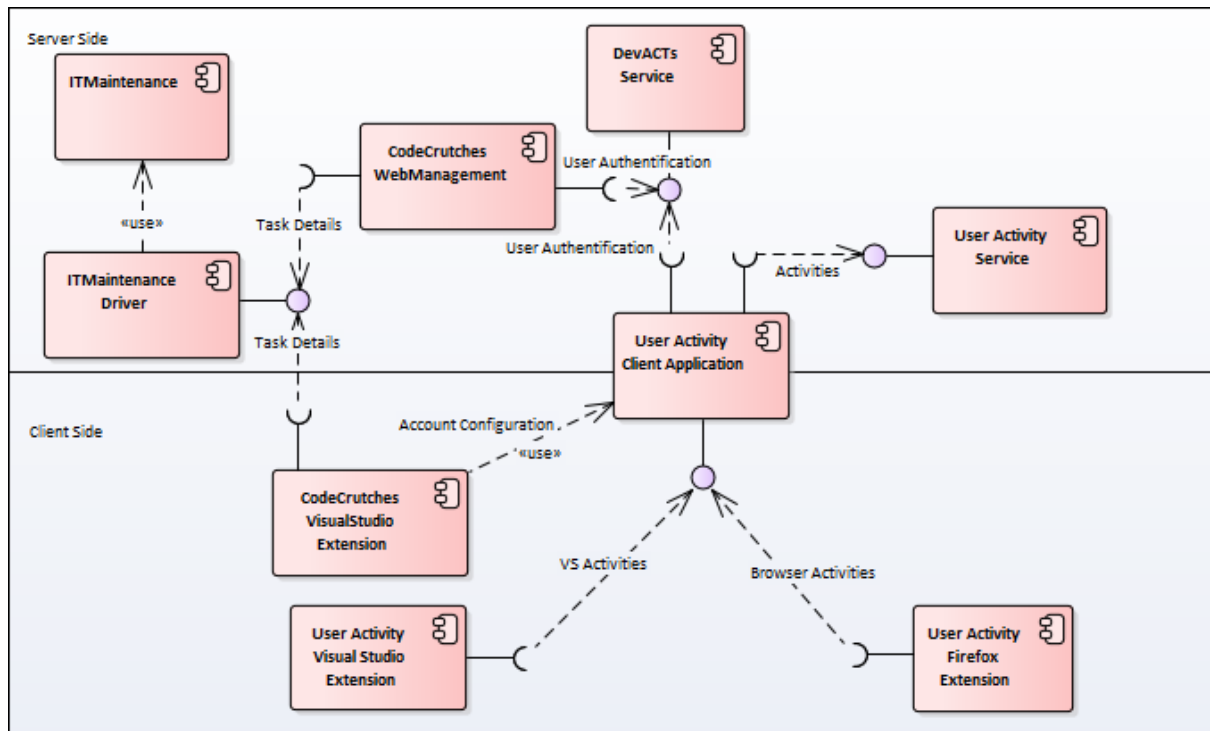 Server Side
ITMaintenance
DevACTs
Service
CodeCrutches
WebManagement
User Authentification
Task Details
«use»
User Authentification
Activities
User Activity
Service
ITMaintenance
Driver
Task Details
User Activity
Client Application
Client Side
Account Configuration
«use»
CodeCrutches
VisualStudio
Extension
VS Activities
Browser Activities
User Activity
Visual Studio
Extension
User Activity
Firefox
Extension